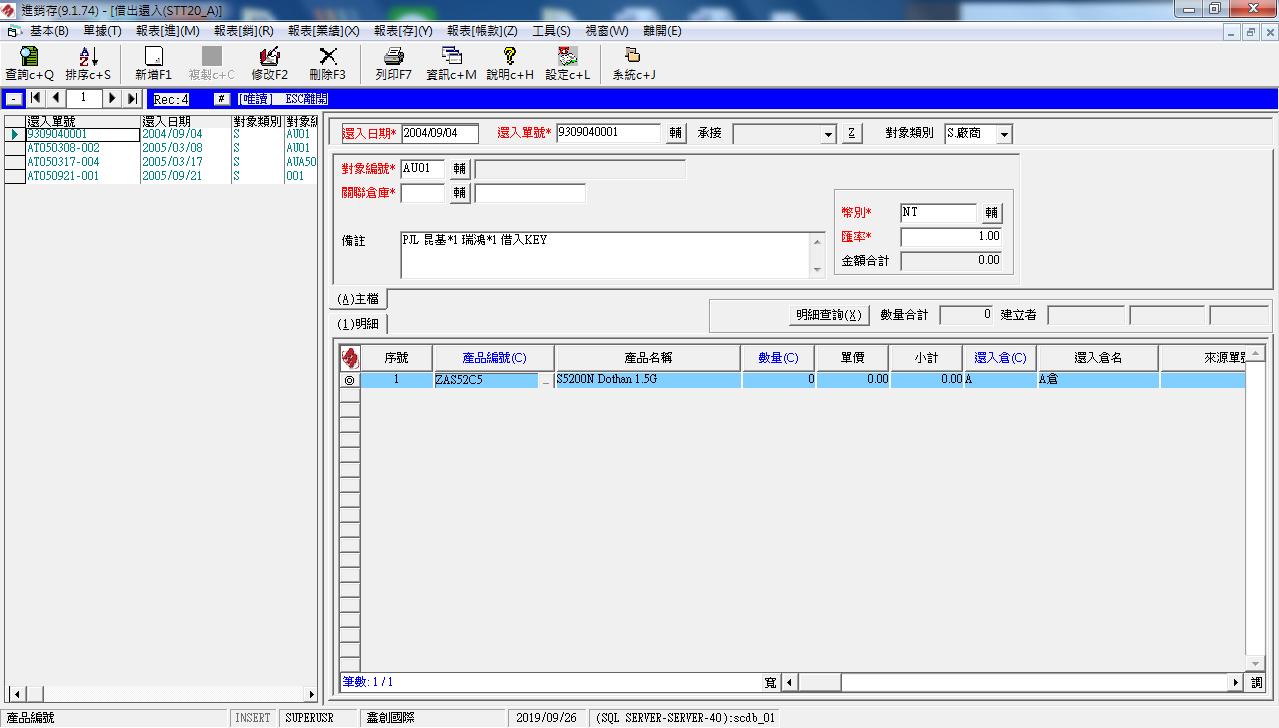 進銷存(9.1.74) - [借出還入(STT20_A)]
基本(B) 單據(T) 報表[進](M) 報表[銷](R) 報表[業績](X) 報表[存](Y) 報表[帳款](Z) 工具(S) 視窗(W) 離開(E)
查詢c+Q 排序c+S 新增F1 複製c+C 修改F2 刪除F3 列印F7 資訊c+M 說明c+H 設定c+L 系統c+J
- 1 Rec:4 # [唯讀] ESC離開
還入單號 還入日期 對象類別 對象編
9309040001 2004/09/04 S AU01
AT050308-002 2005/03/08 S AU01
AT050317-004 2005/03/17 S AUA50
AT050921-001 2005/09/21 S 001
還入日期* 2004/09/04 還入單號* 9309040001 輔 承接 Z 對象類別 S.廠商
對象編號* AU01 輔
關聯倉庫* 輔
幣別* NT 輔
匯率* 1.00
金額合計 0.00
備註 PJL 昆基*1 瑞鴻*1 借入KEY
(A)主檔
明細查詢(X) 數量合計 0 建立者
(1)明細
序號 產品編號(C) 產品名稱 數量(C) 單價 小計 還入倉(C) 還入倉名 來源單
1 ZAS52C5 ... S5200N Dothan 1.5G 0 0.00 0.00 A A倉
筆數: 1 / 1 寬 調
產品編號 INSERT SUPERUSR 鑫創國際 2019/09/26 (SQL SERVER-SERVER-40):scdb_01